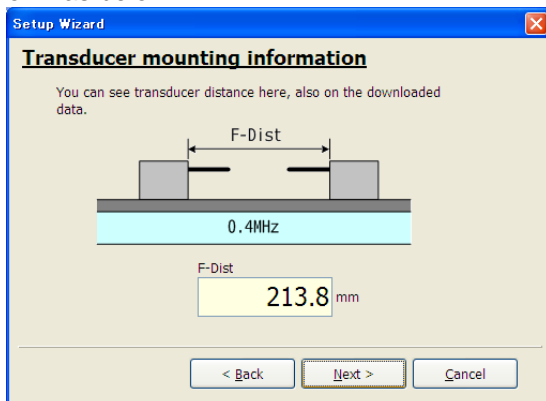 Setup Wizard
Transducer mounting information
You can see transducer distance here, also on the downloaded
data.
F-Dist
0.4MHz
F-Dist
213.8 mm
< Back Next > Cancel